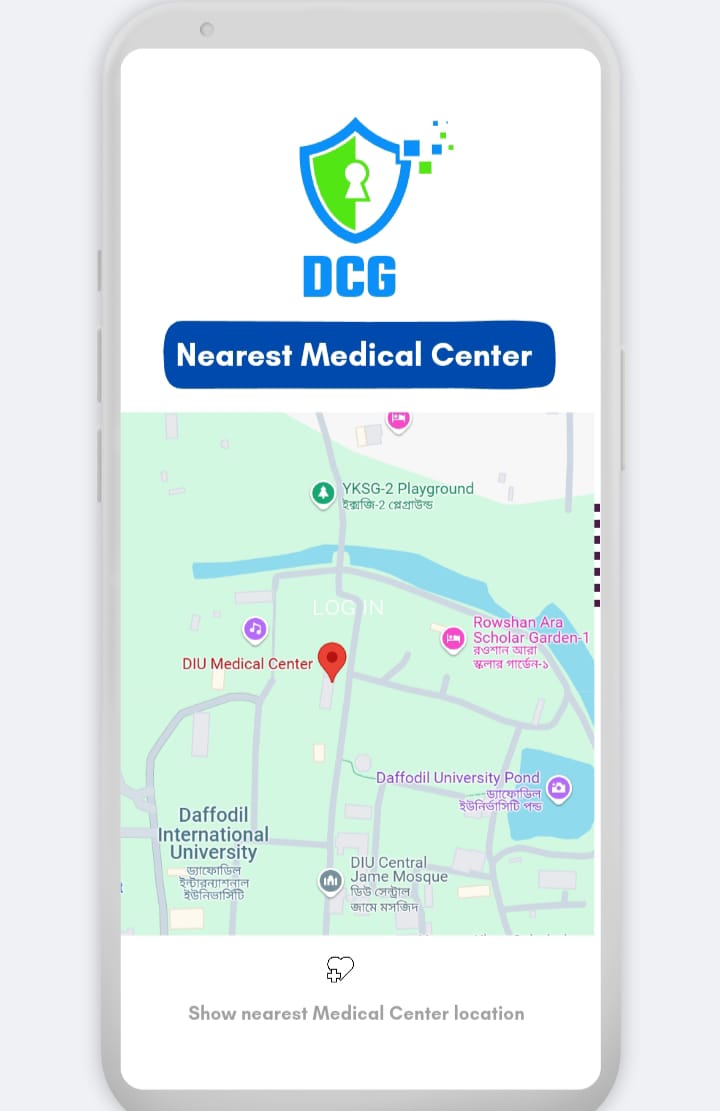 DCG
Nearest Medical Center
YKSG-2 Playground
ইক্সজি-2 প্লেগ্রাউন্ড
LOG IN
Rowshan Ara
Scholar Garden-1
রওশান আরা
স্কলার গার্ডেন-১
DIU Medical Center
Daffodil University Pond
ড্যাফোডিল
ইউনিভার্সিটি পন্ড
Daffodil
International
University
ড্যাফোডিল
ইন্টারন্যাশনাল
ইউনিভার্সিটি
DIU Central
Jame Mosque
ডিউ সেন্ট্রাল
জামে মসজিদ
Show nearest Medical Center location